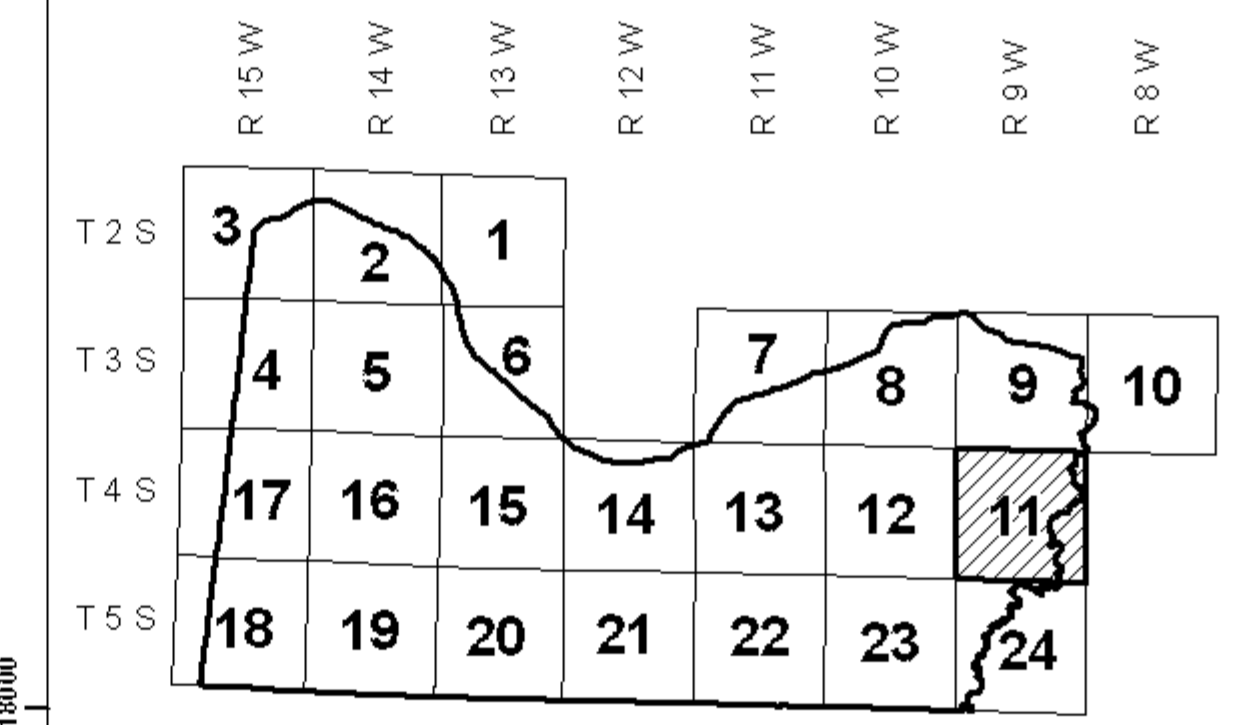 R 15 W R 14 W R 13 W R 12 W R 11 W R 10 W R 9 W R 8 W
T 2 S 3 2 1
T 3 S 4 5 6 7 8 9 10
T 4 S 17 16 15 14 13 12 11
T 5 S 18 19 20 21 22 23 24